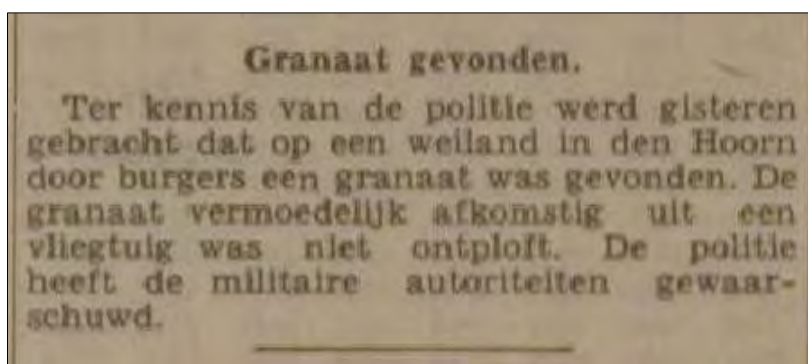 Granaat gevonden.
Ter kennis van de politie werd gisteren
gebracht dat op een weiland in den Hoorn
door burgers een granaat was gevonden. De
granaat vermoedelijk afkomstig uit een
vliegtuig was niet ontploft. De politie
heeft de militaire autoriteiten gewaar-
schuwd.